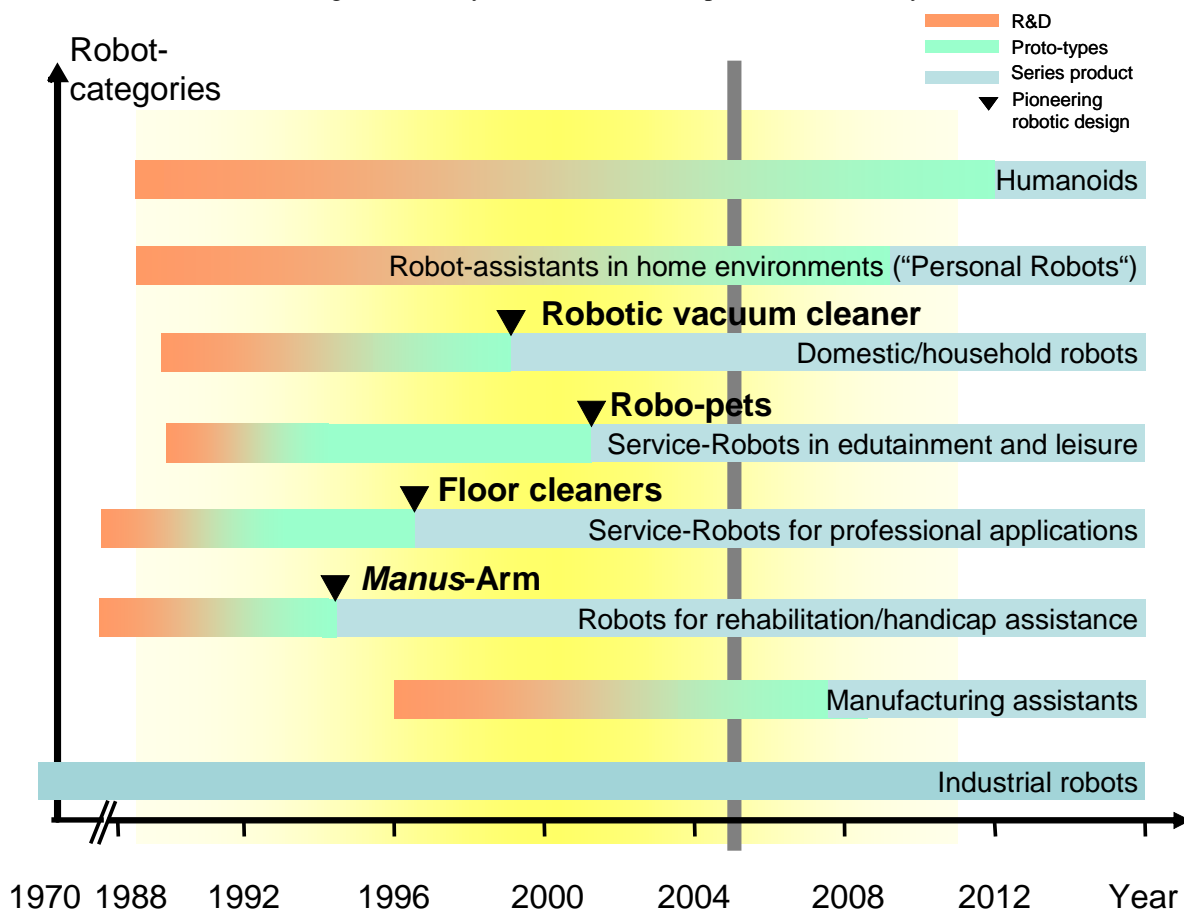 R&D
Proto-types
Series product
Pioneering
robotic design
Robot-
categories
Humanoids
Robot-assistants in home environments (“Personal Robots“)
Robotic vacuum cleaner
Domestic/household robots
Robo-pets
Service-Robots in edutainment and leisure
Floor cleaners
Service-Robots for professional applications
Manus-Arm
Robots for rehabilitation/handicap assistance
Manufacturing assistants
Industrial robots
1970 1988 1992 1996 2000 2004 2008 2012 Year